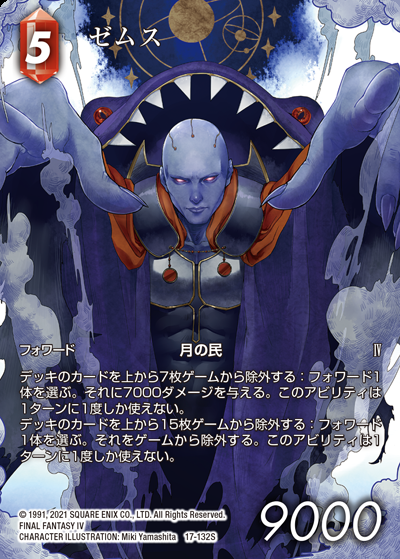 5
ゼムス
フォワード
月の民
IV
デッキのカードを上から7枚ゲームから除外する：フォワード1
体を選ぶ。それに7000ダメージを与える。このアビリティは
1ターンに1度しか使えない。
デッキのカードを上から15枚ゲームから除外する：フォワード
1体を選ぶ。それをゲームから除外する。このアビリティは1
ターンに1度しか使えない。
© 1991, 2021 SQUARE ENIX CO., LTD. All Rights Reserved.
FINAL FANTASY IV
CHARACTER ILLUSTRATION: Miki Yamashita 17-132S
9000